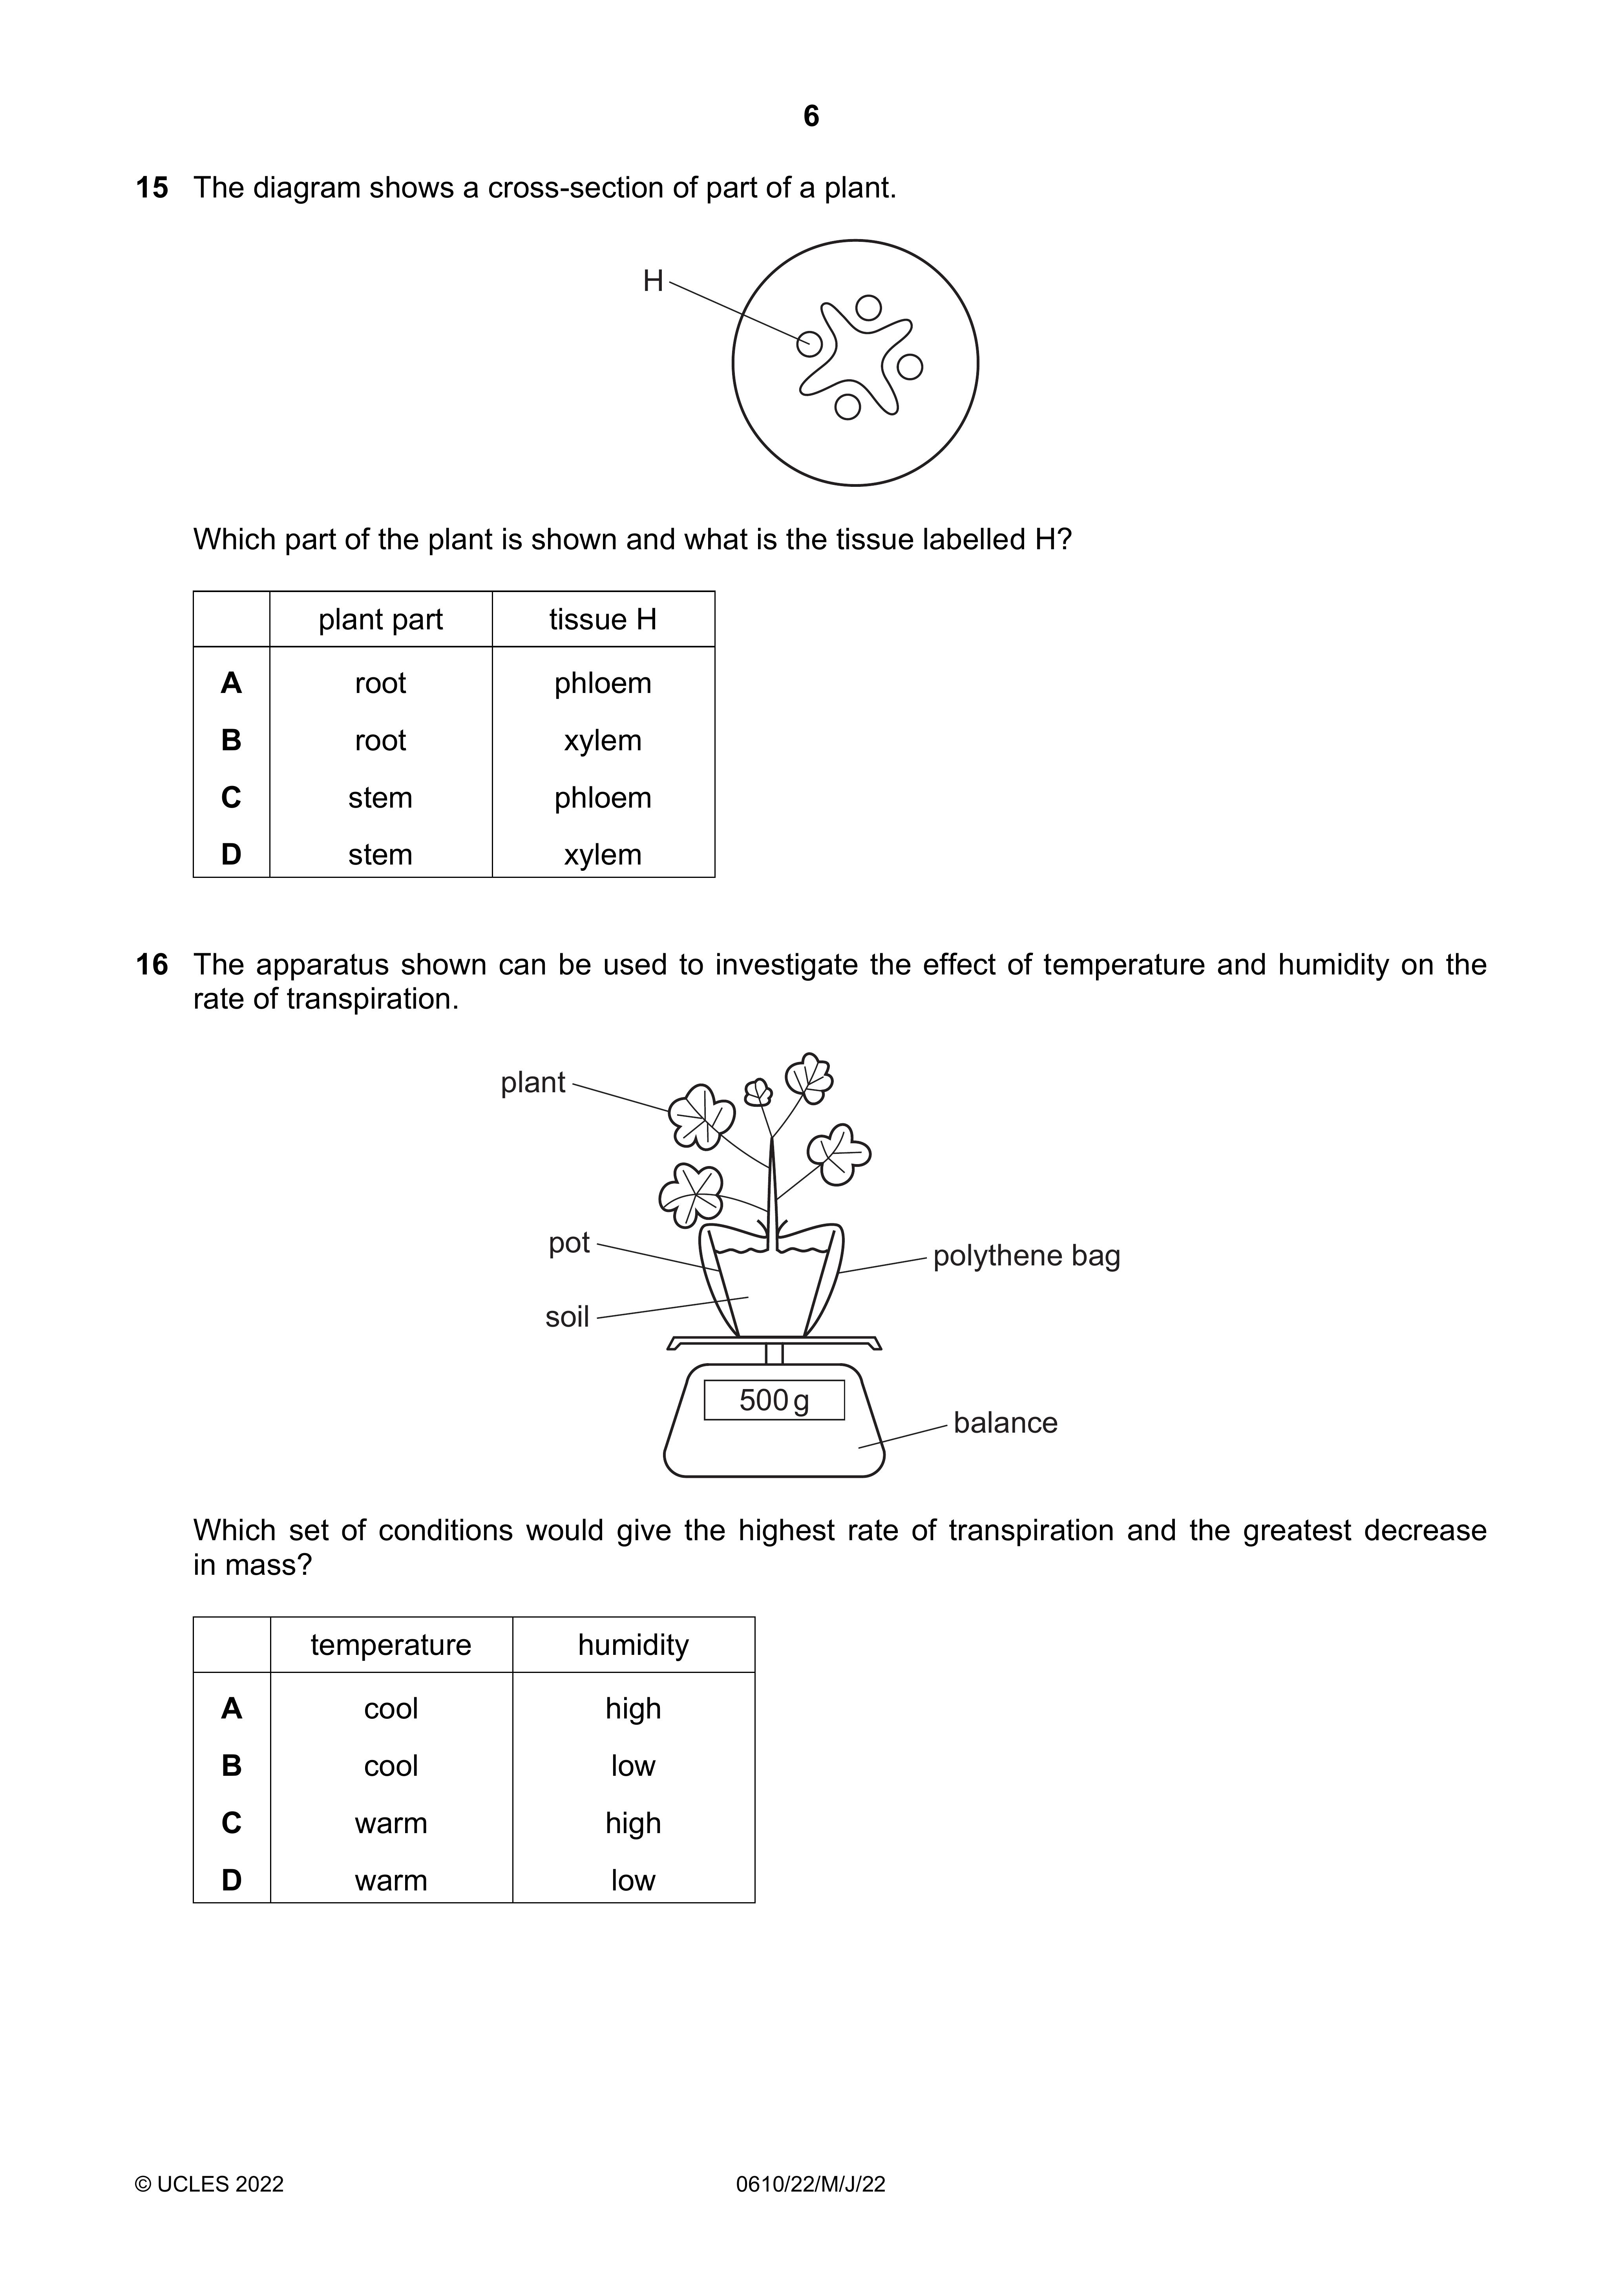 6
15 The diagram shows a cross-section of part of a plant.
H
Which part of the plant is shown and what is the tissue labelled H?
plant part tissue H
A root phloem
B root xylem
C stem phloem
D stem xylem
16 The apparatus shown can be used to investigate the effect of temperature and humidity on the
rate of transpiration.
plant
pot
polythene bag
soil
500 g
balance
Which set of conditions would give the highest rate of transpiration and the greatest decrease
in mass?
temperature humidity
A cool high
B cool low
C warm high
D warm low
© UCLES 2022 0610/22/M/J/22